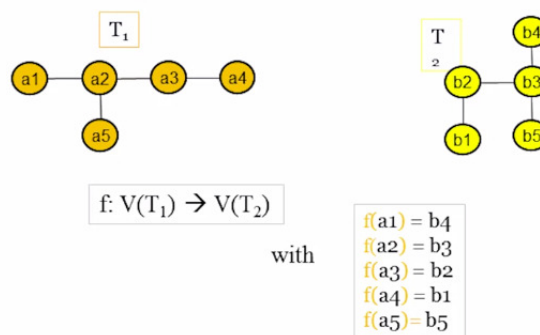 T₁
a1 a2 a3 a4
a5
T
2
b4
b2 b3
b1 b5
f: V(T₁) → V(T₂)
with
f(a1) = b4
f(a2) = b3
f(a3) = b2
f(a4) = b1
f(a5)= b5